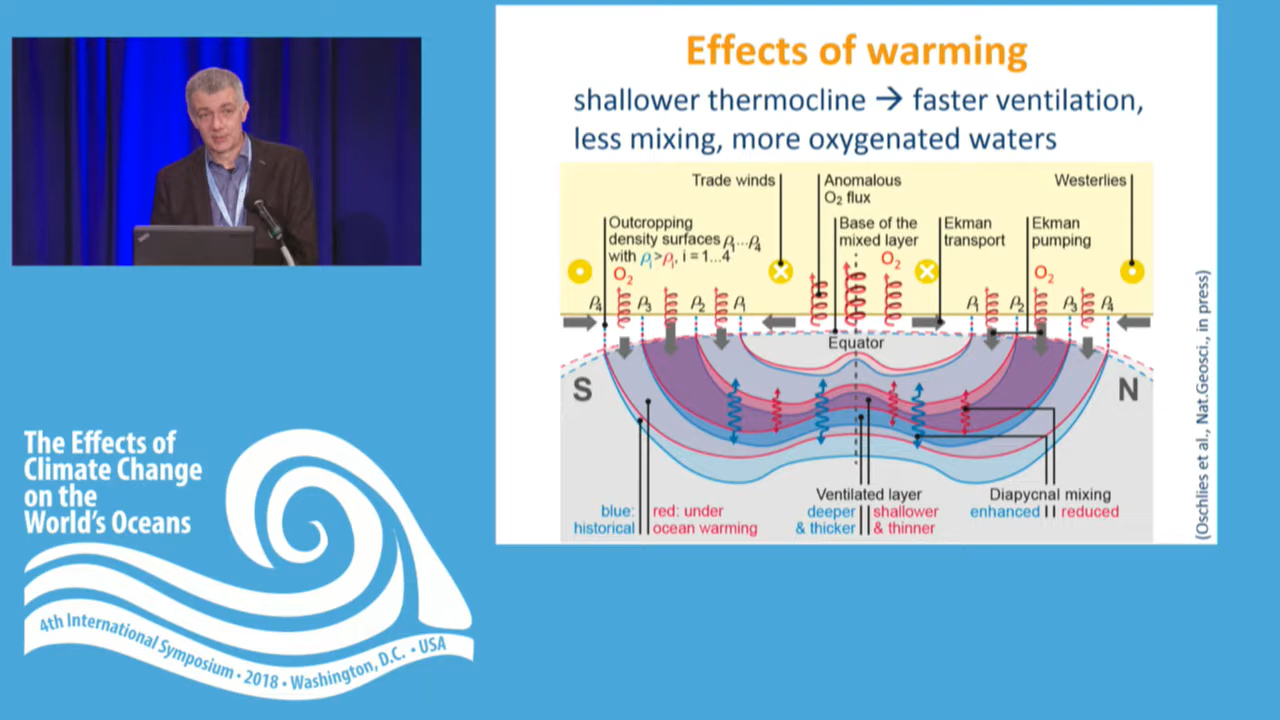 Effects of warming
shallower thermocline → faster ventilation,
less mixing, more oxygenated waters
Trade winds
Anomalous
O₂ flux
Westerlies
Outcropping
density surfaces ρ₁...ρ₄
with ρᵢ>ρᵢ, i = 1...4
Base of the
mixed layer
Ekman
transport
Ekman
pumping
O₂
O₂
O₂
ρ₄
ρ₃
ρ₂
ρ₁
ρ₁
ρ₂
ρ₃
ρ₄
Equator
S
N
Ventilated layer
Diapycnal mixing
blue:
historical
red: under
ocean warming
deeper
& thicker
shallower
& thinner
enhanced
reduced
(Oschlies et al., Nat.Geosci., in press)
The Effects of
Climate Change
on the
World's Oceans
4th International Symposium • 2018 • Washington, D.C. • USA